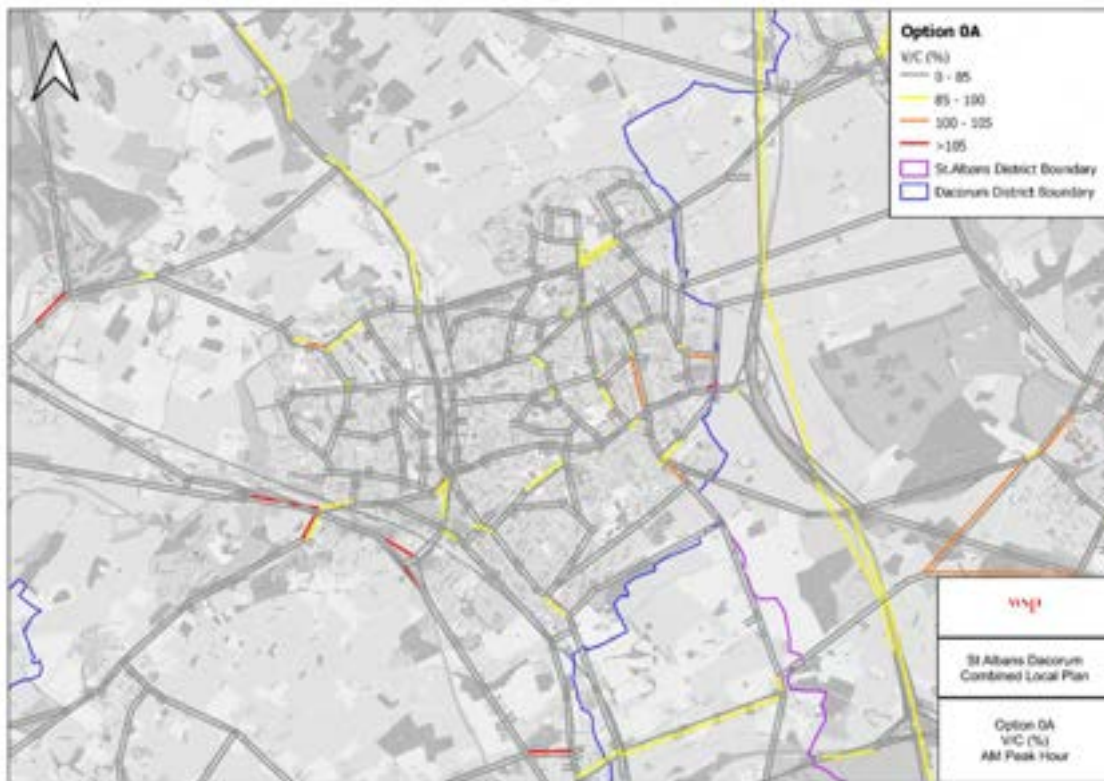 Option 0A
V/C (%)
0 - 85
85 - 100
100 - 105
>105
St.Albans District Boundary
Dacorum District Boundary
wsp
St Albans Dacorum
Combined Local Plan
Option 0A
V/C (%)
AM Peak Hour